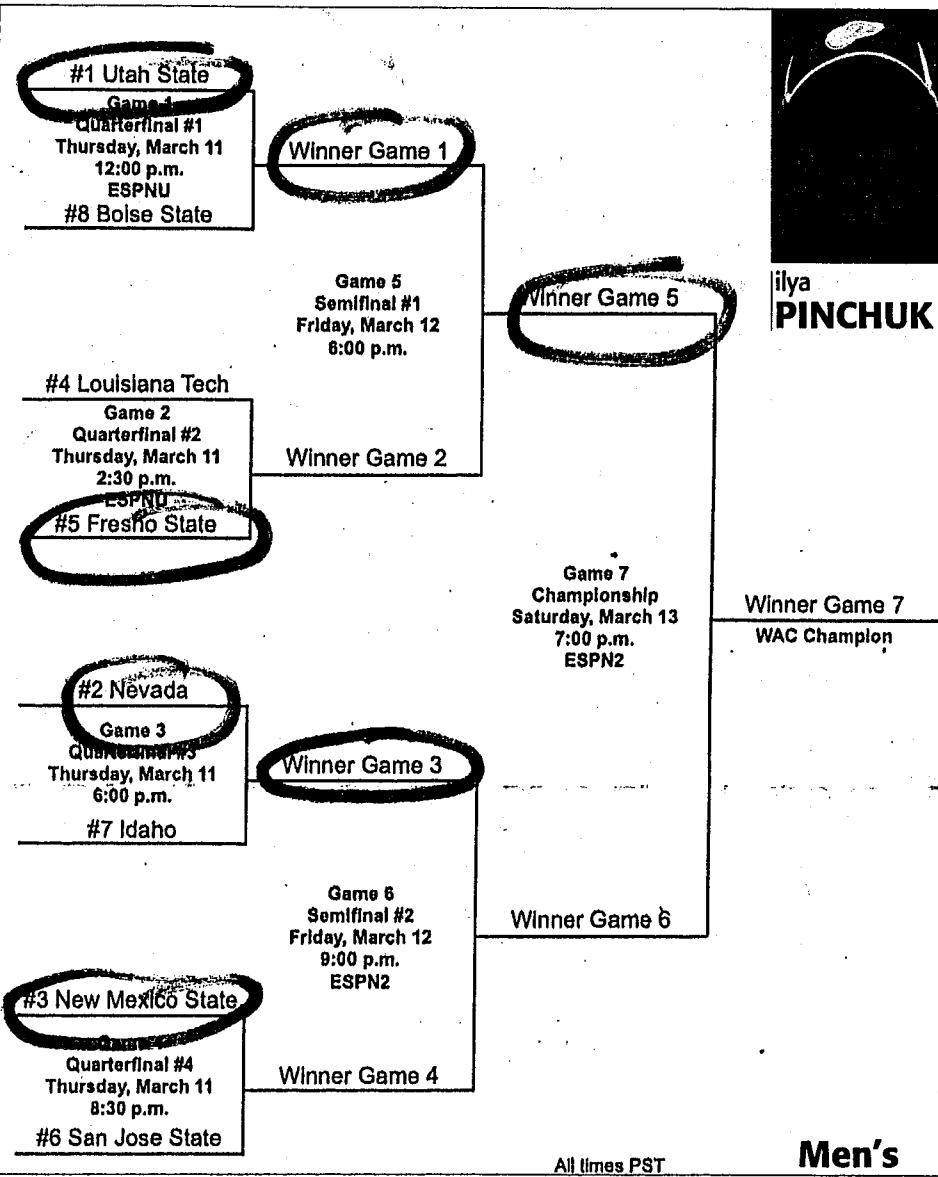 #1 Utah State
Game 1
Quarterfinal #1
Thursday, March 11
12:00 p.m.
ESPNU
#8 Boise State
Winner Game 1
Game 5
Semifinal #1
Friday, March 12
6:00 p.m.
#4 Louisiana Tech
Game 2
Quarterfinal #2
Thursday, March 11
2:30 p.m.
ESPNU
#5 Fresno State
Winner Game 2
Winner Game 5
ilya
PINCHUK
Game 7
Championship
Saturday, March 13
7:00 p.m.
ESPN2
Winner Game 7
WAC Champion
#2 Nevada
Game 3
Quarterfinal #3
Thursday, March 11
6:00 p.m.
#7 Idaho
Winner Game 3
Game 6
Semifinal #2
Friday, March 12
9:00 p.m.
ESPN2
Winner Game 6
#3 New Mexico State
Game 4
Quarterfinal #4
Thursday, March 11
8:30 p.m.
#6 San Jose State
Winner Game 4
All times PST
Men's